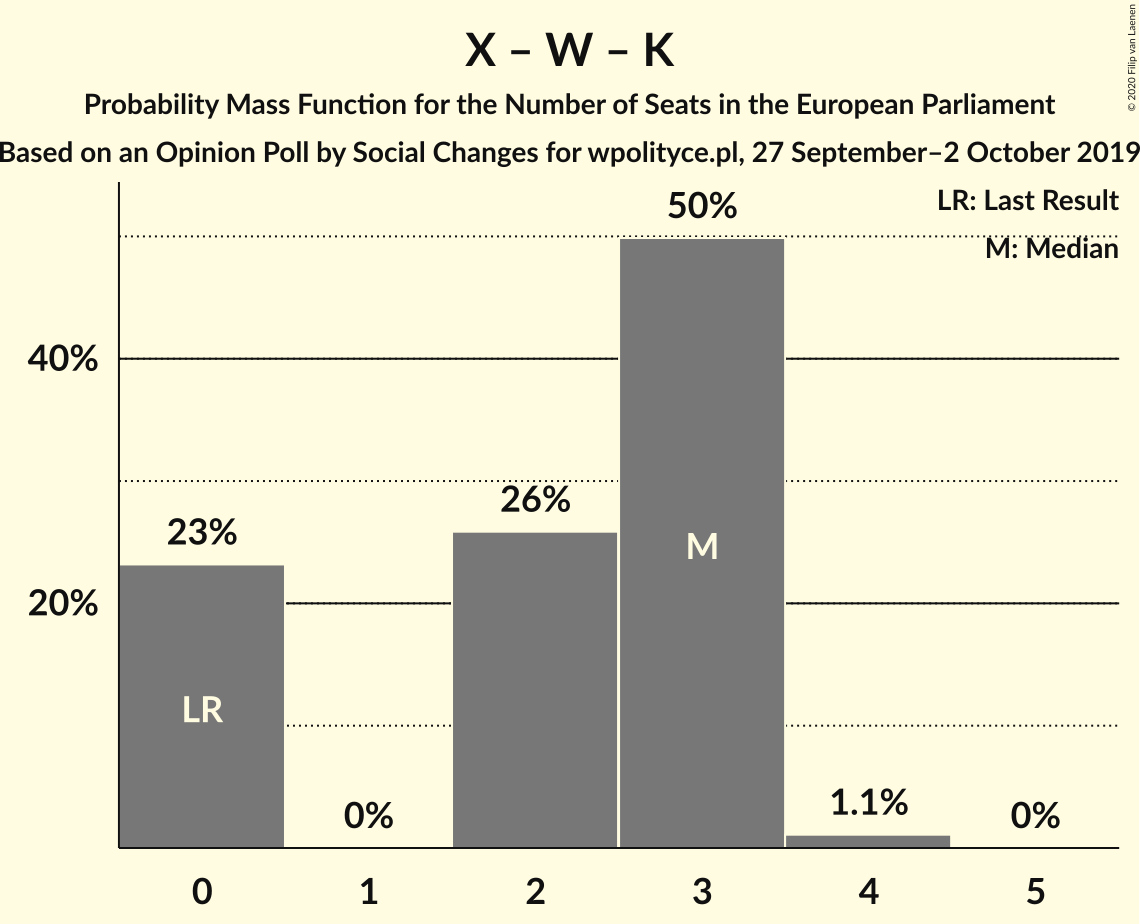 X – W – K
Probability Mass Function for the Number of Seats in the European Parliament
Based on an Opinion Poll by Social Changes for wpolityce.pl, 27 September–2 October 2019
© 2020 Filip van Laenen
LR: Last Result
M: Median
50%
40%
26%
23%
M
20%
LR
1.1%
0%
0%
0 1 2 3 4 5